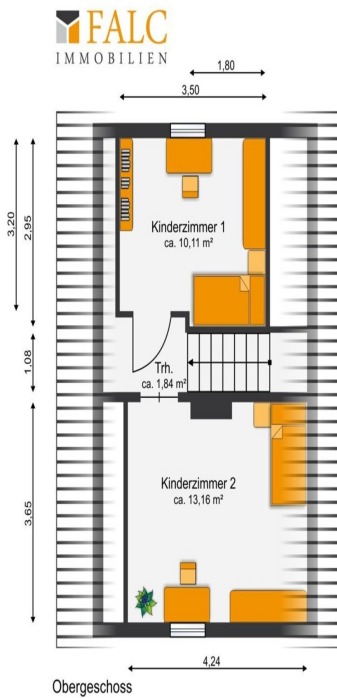 FALC
IMMOBILIEN
1,80
3,50
3,20
2,95
Kinderzimmer 1
ca. 10,11 m²
1,08
Trh.
ca. 1,84 m²
3,65
Kinderzimmer 2
ca. 13,16 m²
4,24
Obergeschoss